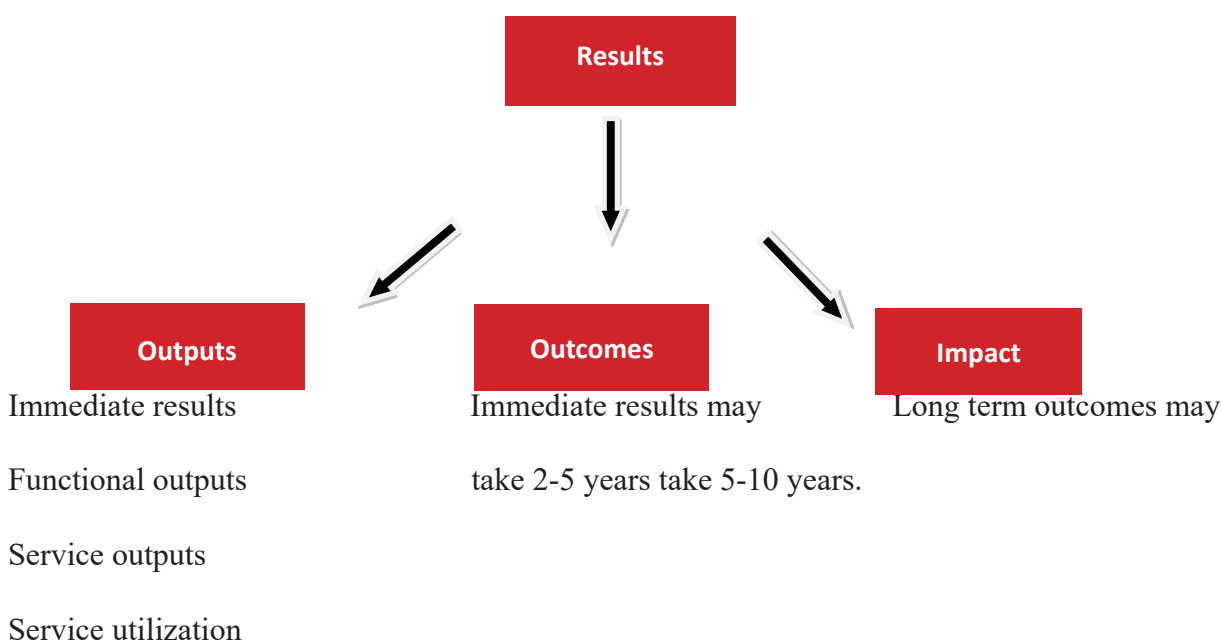 Results
Outputs
Outcomes
Impact
Immediate results
Immediate results may
Long term outcomes may
Functional outputs
take 2-5 years take 5-10 years.
Service outputs
Service utilization